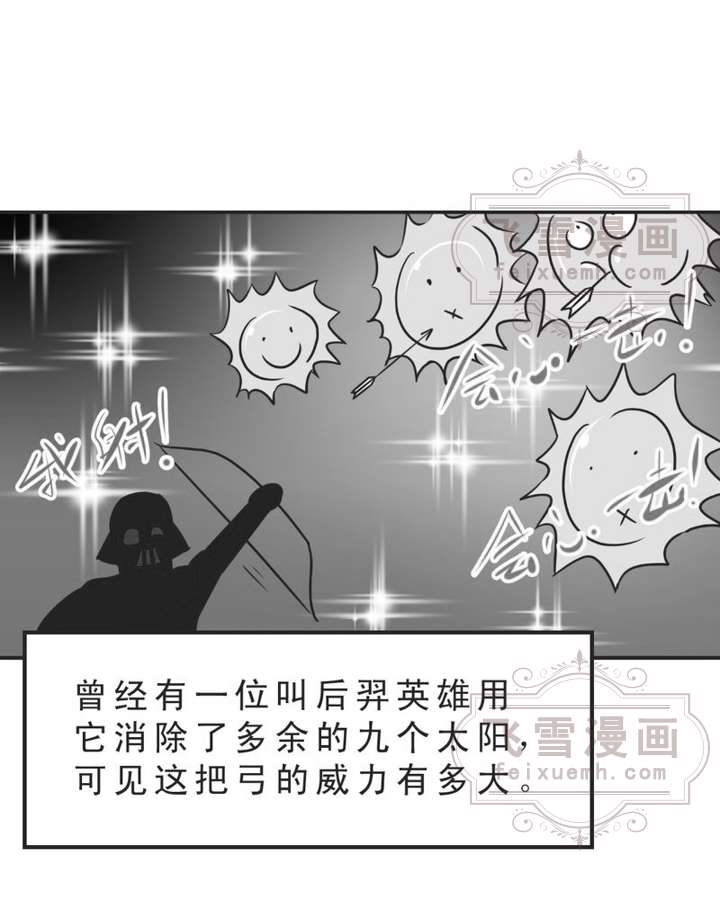 飞雪漫画
feixuemh.com
会心一击！
我射！
会心一击！
曾经有一位叫后羿英雄用
它消除了多余的九个太阳，
可见这把弓的威力有多大。
飞雪漫画
feixuemh.com